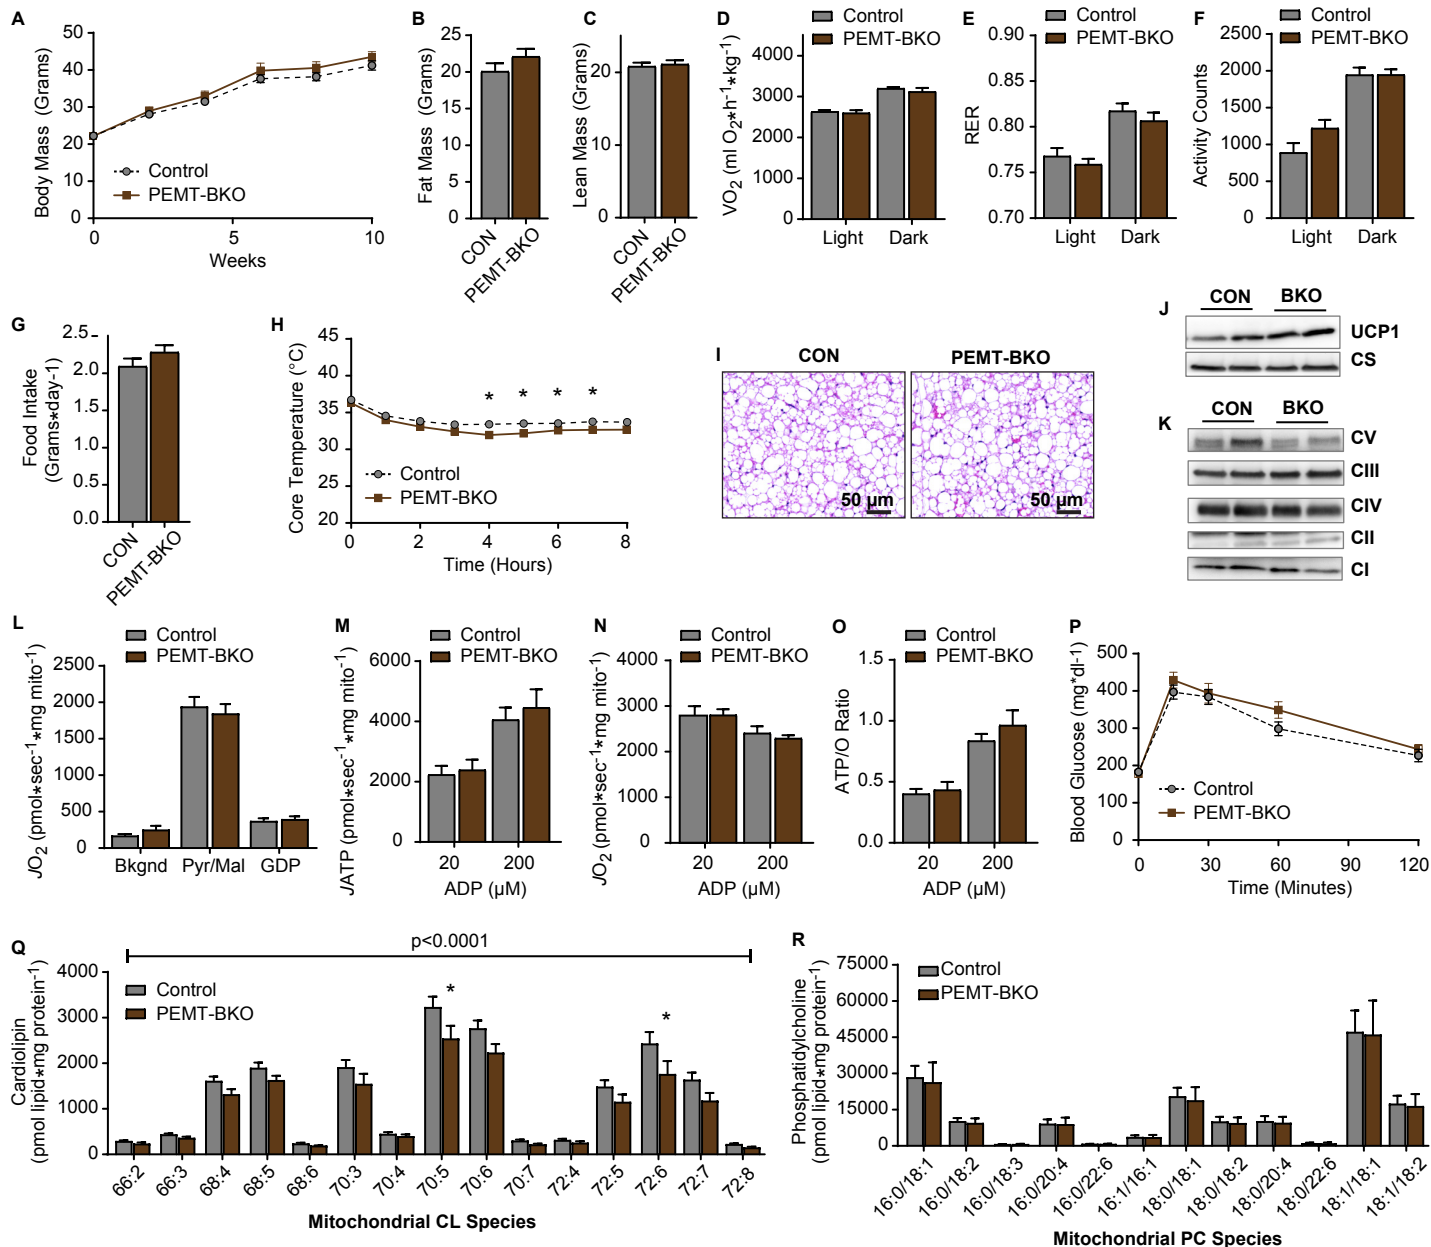 A
Body Mass (Grams)
50
40
30
20
10
0
0
5
10
Weeks
Control
PEMT-BKO
B
Fat Mass (Grams)
25
20
15
10
5
0
CON
PEMT-BKO
C
Lean Mass (Grams)
20
10
0
CON
PEMT-BKO
D
Control
PEMT-BKO
VO2 (ml O2*h-1*kg-1)
4000
3000
2000
1000
0
Light
Dark
E
Control
PEMT-BKO
RER
0.90
0.85
0.80
0.75
0.70
Light
Dark
F
Control
PEMT-BKO
Activity Counts
2500
2000
1500
1000
500
0
Light
Dark
G
Food Intake
(Grams*day-1)
2.5
2.0
1.5
1.0
0.5
0.0
CON
PEMT-BKO
H
Core Temperature (°C)
45
40
35
30
25
20
* * * *
Control
PEMT-BKO
0
2
4
6
8
Time (Hours)
I
CON
PEMT-BKO
50 µm
50 µm
J
CON
BKO
UCP1
CS
K
CON
BKO
CV
CIII
CIV
CII
CI
L
Control
PEMT-BKO
JO2 (pmol*sec-1*mg mito-1)
2500
2000
1500
1000
500
0
Bkgnd
Pyr/Mal
GDP
M
Control
PEMT-BKO
JATP (pmol*sec-1*mg mito-1)
6000
4000
2000
0
20
200
ADP (µM)
N
Control
PEMT-BKO
JO2 (pmol*sec-1*mg mito-1)
4000
3000
2000
1000
0
20
200
ADP (µM)
O
Control
PEMT-BKO
ATP/O Ratio
1.5
1.0
0.5
0.0
20
200
ADP (µM)
P
Blood Glucose (mg*dl-1)
500
400
300
200
100
0
Control
PEMT-BKO
0
30
60
90
120
Time (Minutes)
Q
p<0.0001
Cardiolipin
(pmol lipid*mg protein-1)
4000
3000
2000
1000
0
Control
PEMT-BKO
*
*
66:2
66:3
68:4
68:5
68:6
70:3
70:4
70:5
70:6
70:7
72:4
72:5
72:6
72:7
72:8
Mitochondrial CL Species
R
Phosphatidylcholine
(pmol lipid*mg protein-1)
75000
60000
45000
30000
15000
0
Control
PEMT-BKO
16:0/18:1
16:0/18:2
16:0/18:3
16:0/20:4
16:0/22:6
16:1/16:1
18:0/18:1
18:0/18:2
18:0/20:4
18:0/22:6
18:1/18:1
18:1/18:2
Mitochondrial PC Species